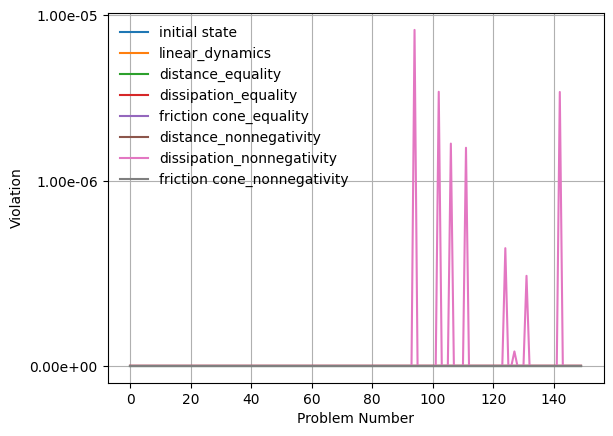 1.00e-05
initial state
linear_dynamics
distance_equality
dissipation_equality
friction cone_equality
distance_nonnegativity
dissipation_nonnegativity
friction cone_nonnegativity
1.00e-06
Violation
0.00e+00
0 20 40 60 80 100 120 140
Problem Number